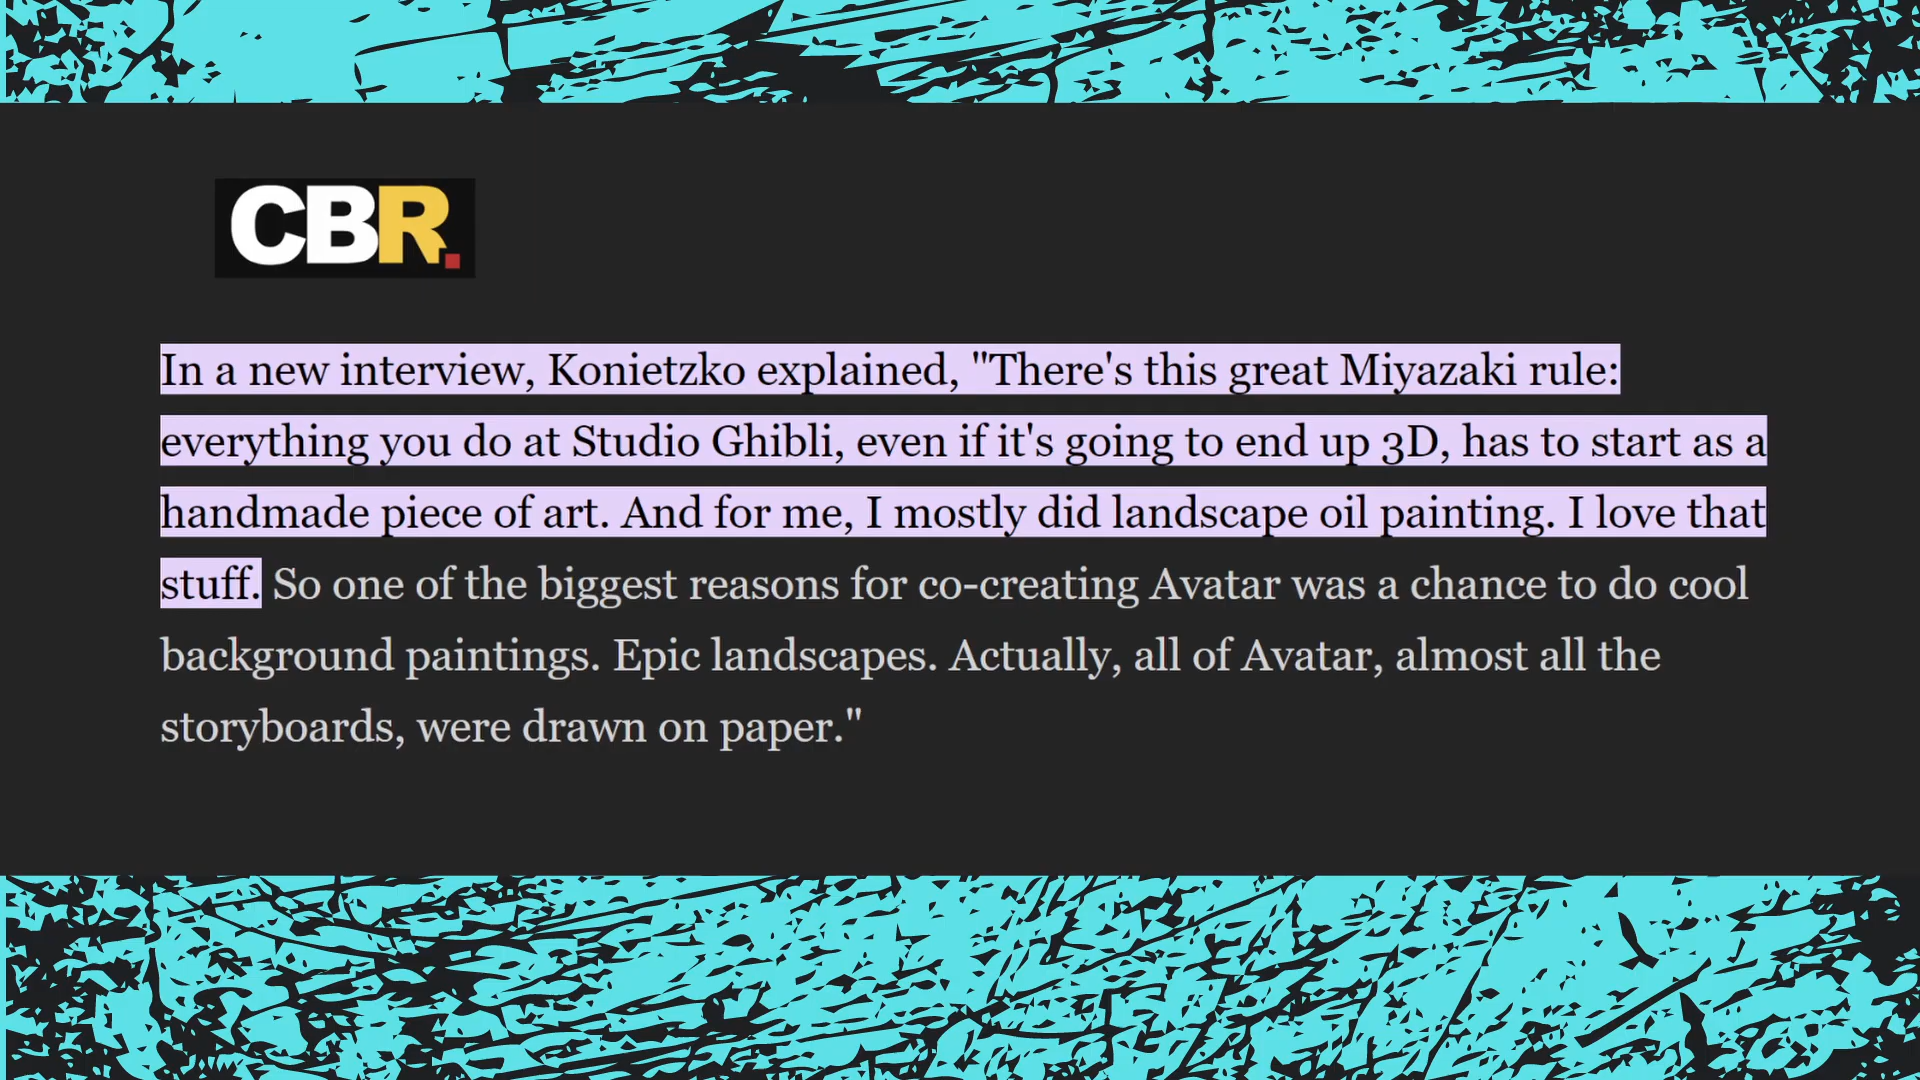 CBR.
In a new interview, Konietzko explained, "There's this great Miyazaki rule:
everything you do at Studio Ghibli, even if it's going to end up 3D, has to start as a
handmade piece of art. And for me, I mostly did landscape oil painting. I love that
stuff. So one of the biggest reasons for co-creating Avatar was a chance to do cool
background paintings. Epic landscapes. Actually, all of Avatar, almost all the
storyboards, were drawn on paper."